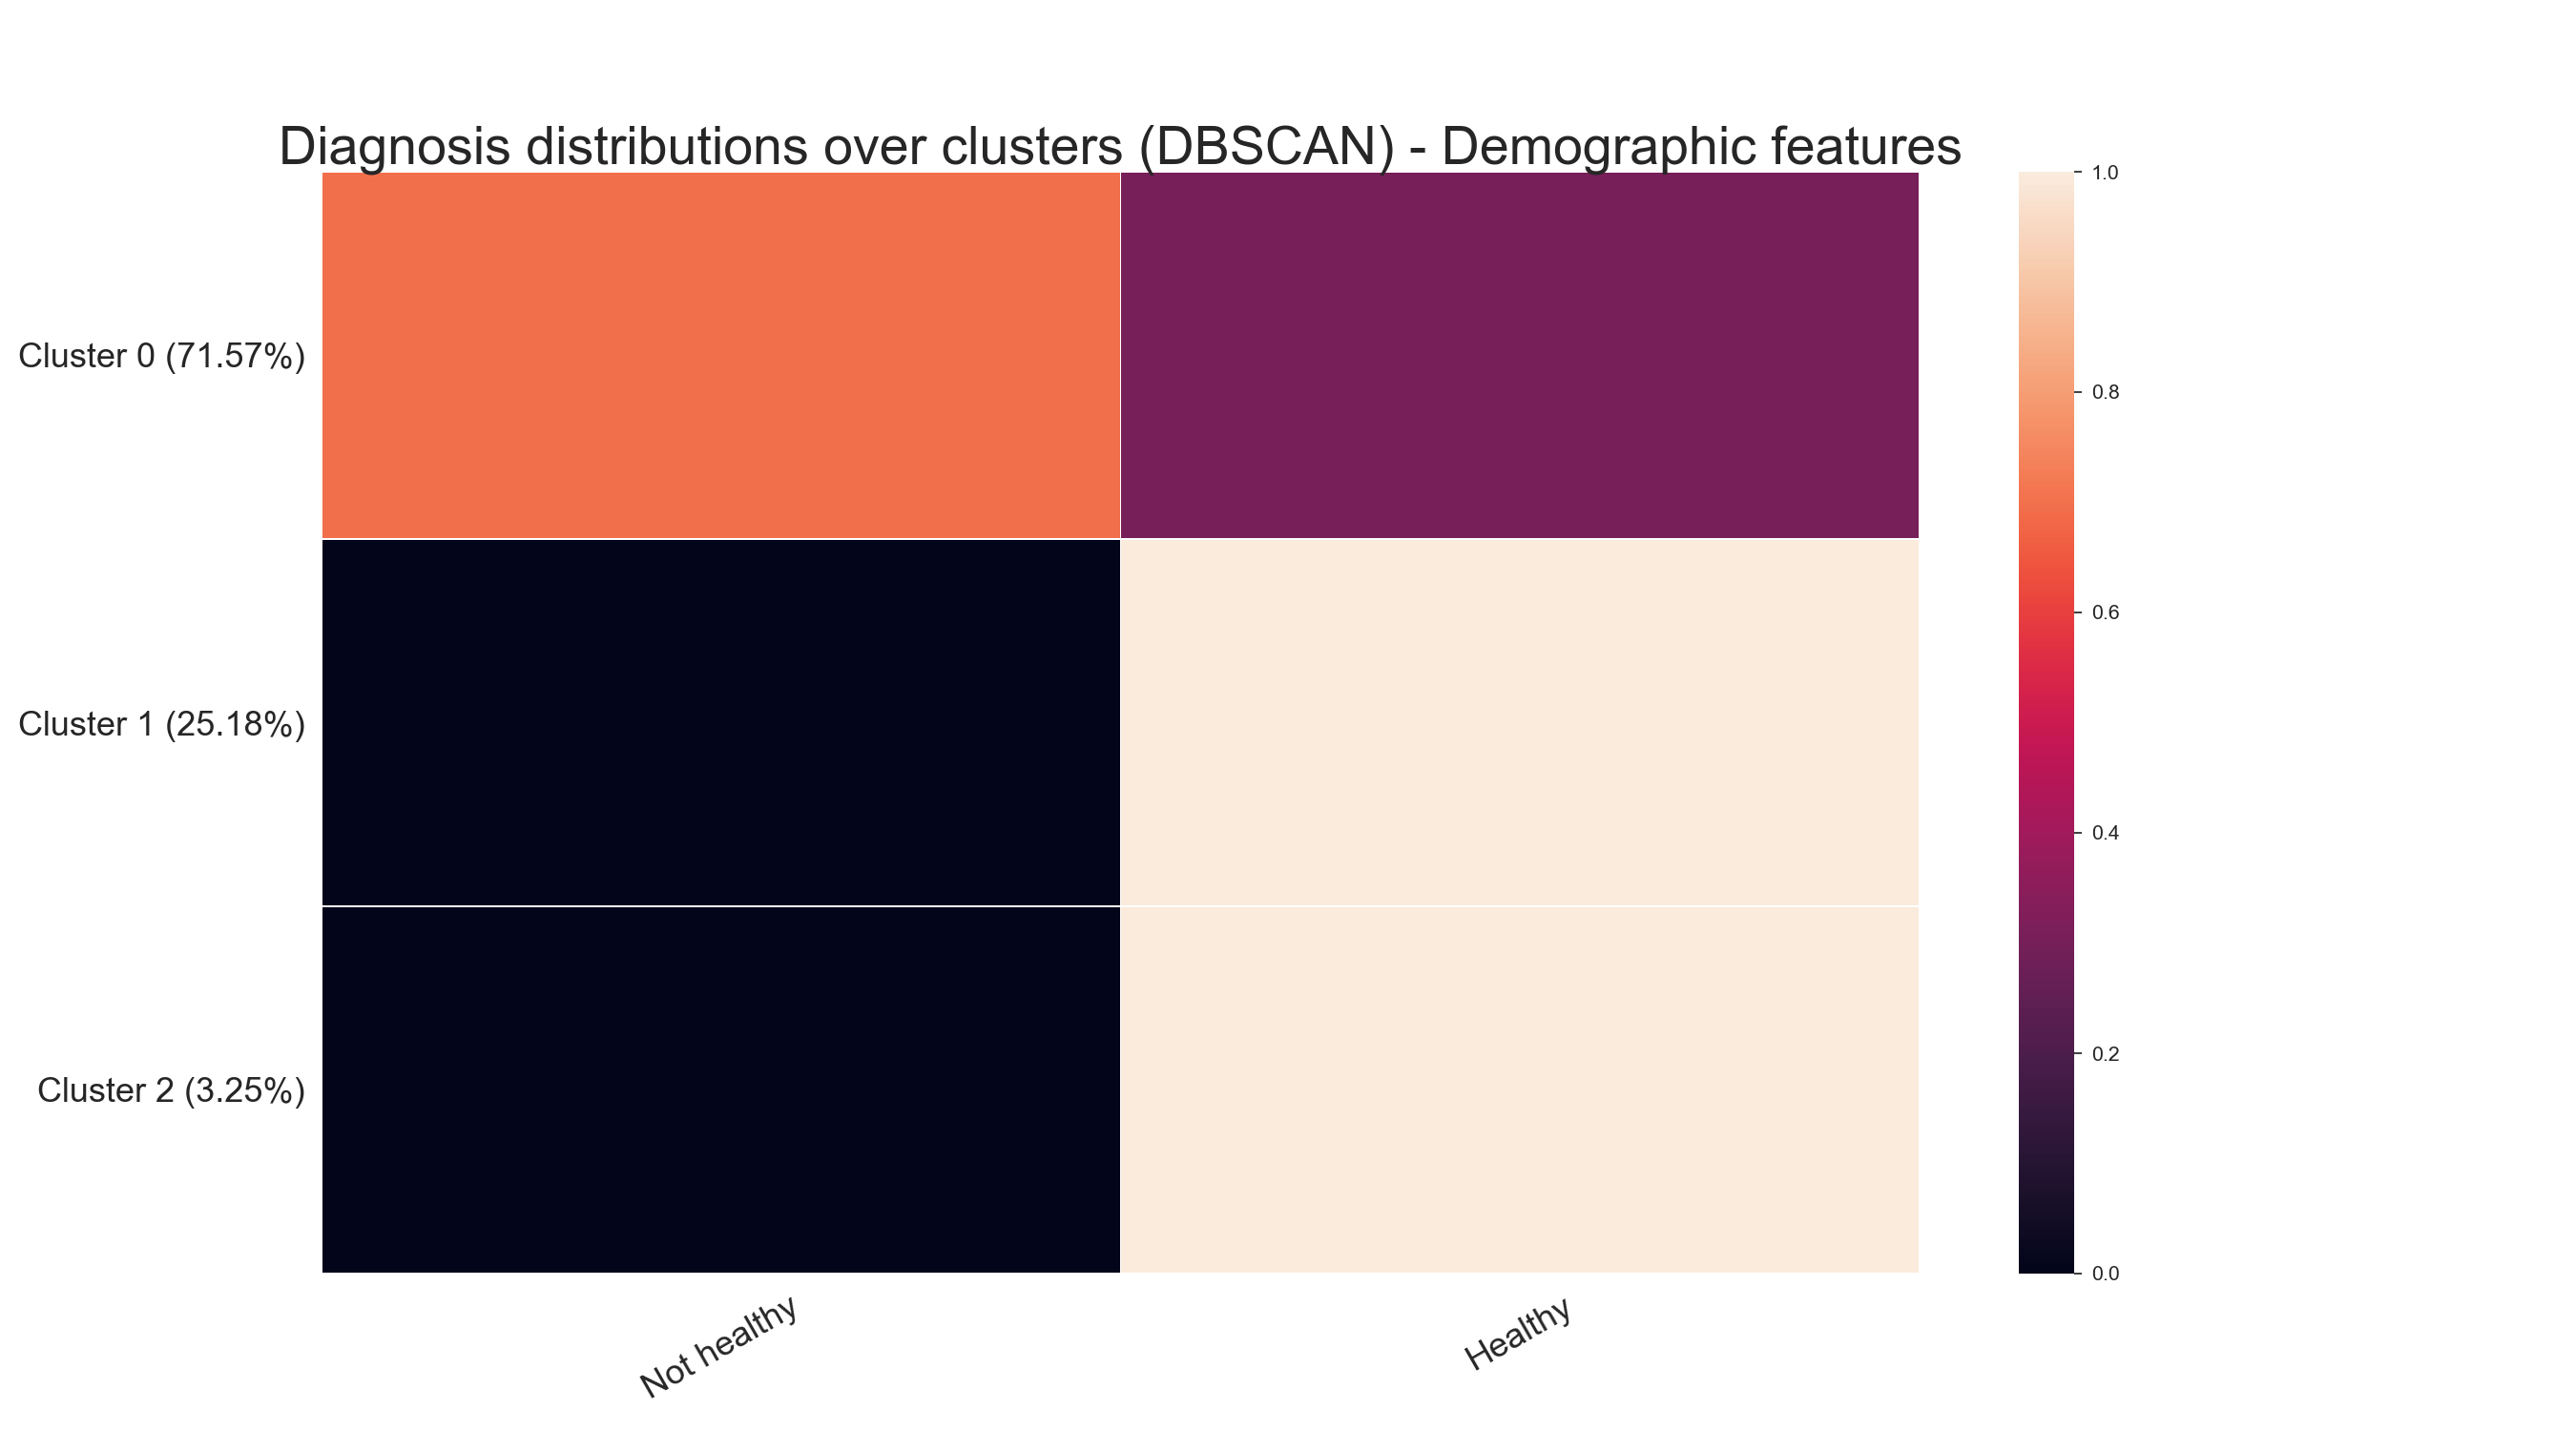 Diagnosis distributions over clusters (DBSCAN) - Demographic features
Cluster 0 (71.57%)
Cluster 1 (25.18%)
Cluster 2 (3.25%)
Not healthy
Healthy
1.0
0.8
0.6
0.4
0.2
0.0